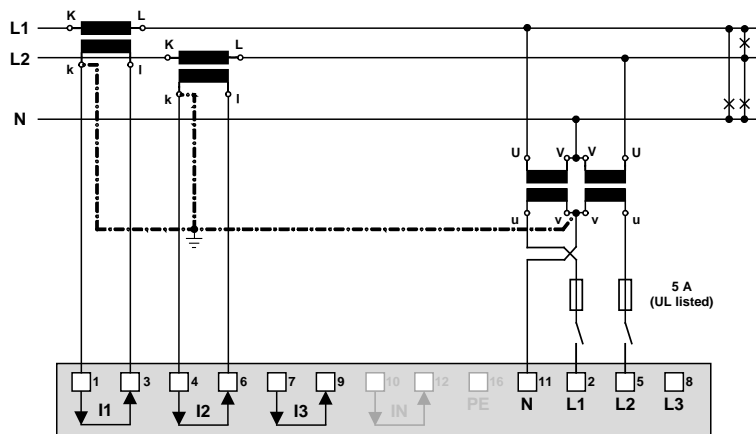 K L
L1
K L
L2
k l
k l
N
U V V U
u v v u
5 A
(UL listed)
1 3 4 6 7 9 10 12 16 11 2 5 8
I1 I2 I3 IN PE N L1 L2 L3